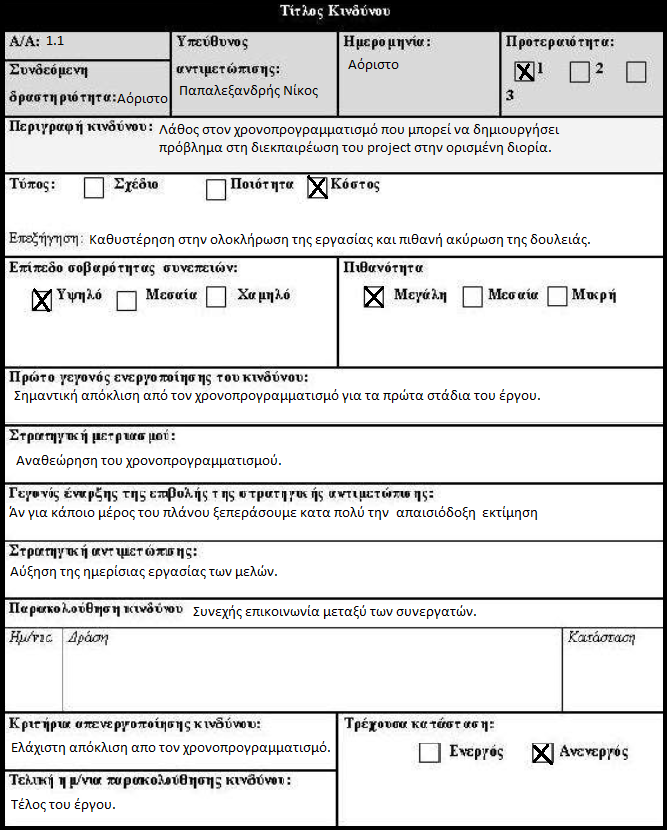 Τίτλος Κινδύνου
Α/Α: 1.1
Συνδεόμενη
δραστηριότητα: Αόριστο
Υπεύθυνος
αντιμετώπισης:
Παπαλεξανδρής Νίκος
Ημερομηνία:
Αόριστο
Προτεραιότητα:
1 2
3
Περιγραφή κινδύνου: Λάθος στον χρονοπρογραμματισμό που μπορεί να δημιουργήσει
πρόβλημα στη διεκπαιρέωση του project στην ορισμένη διορία.
Τύπος: Σχέδιο Ποιότητα Κόστος
Επεξήγηση: Καθυστέρηση στην ολοκλήρωση της εργασίας και πιθανή ακύρωση της δουλειάς.
Επίπεδο σοβαρότητας συνεπειών:
Υψηλό Μεσαία Χαμηλό
Πιθανότητα
Μεγάλη Μεσαία Μικρή
Πρώτο γεγονός ενεργοποίησης του κινδύνου:
Σημαντική απόκλιση από τον χρονοπρογραμματισμό για τα πρώτα στάδια του έργου.
Στρατηγική μετριασμού:
Αναθεώρηση του χρονοπρογραμματισμού.
Γεγονός έναρξης της επιβολής της στρατηγικής αντιμετώπισης:
Άν για κάποιο μέρος του πλάνου ξεπεράσουμε κατα πολύ την απαισιόδοξη εκτίμηση
Στρατηγική αντιμετώπισης:
Αύξηση της ημερίσιας εργασίας των μελών.
Παρακολούθηση κινδύνου Συνεχής επικοινωνία μεταξύ των συνεργατών.
Ημ/νια Δράση Κατάσταση
Κριτήρια απενεργοποίησης κινδύνου:
Ελάχιστη απόκλιση απο τον χρονοπρογραμματισμό.
Τελική ημ/νια παρακολούθησης κινδύνου:
Τέλος του έργου.
Τρέχουσα κατάσταση:
Ενεργός Ανενεργός